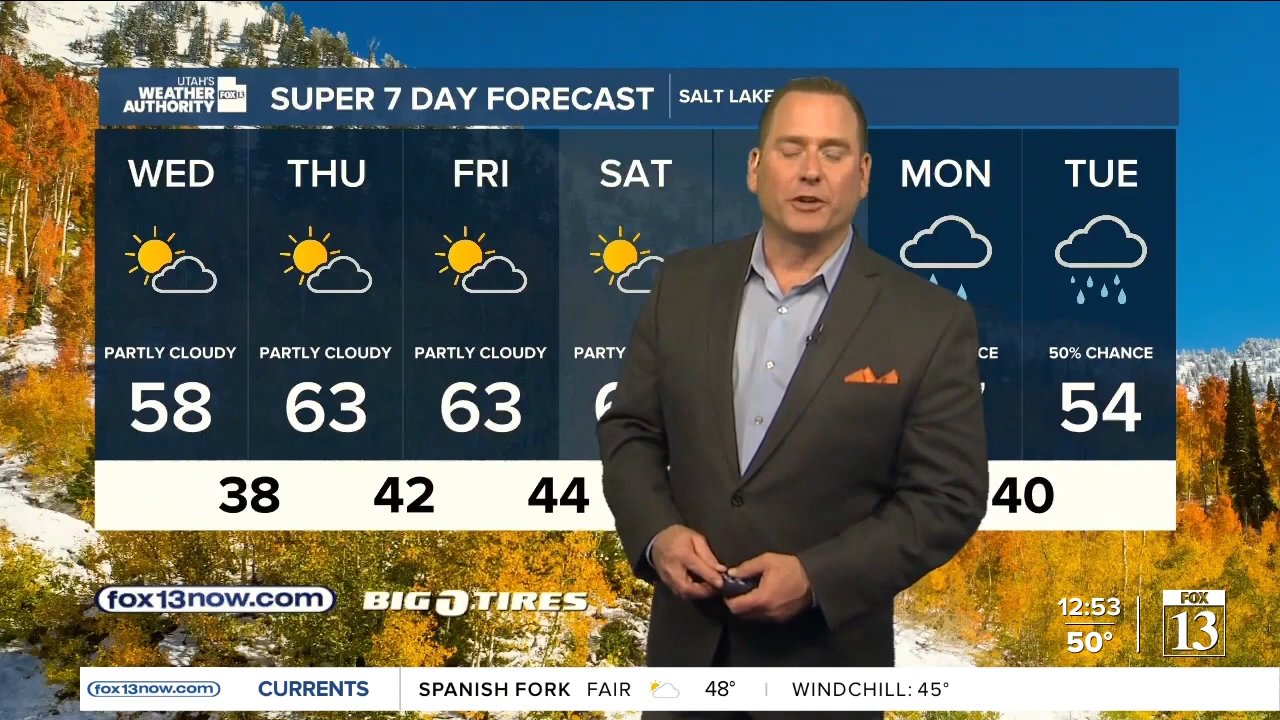 UTAH'S
WEATHER
AUTHORITY
FOX 13
SUPER 7 DAY FORECAST
SALT LAKE
WED
THU
FRI
SAT
MON
TUE
PARTLY CLOUDY
PARTLY CLOUDY
PARTLY CLOUDY
PARTY
CE
50% CHANCE
58
63
63
6
54
38
42
44
40
fox13now.com
BIG O TIRES
12:53
50°
FOX
13
fox13now.com
CURRENTS
SPANISH FORK FAIR 48° WINDCHILL: 45°